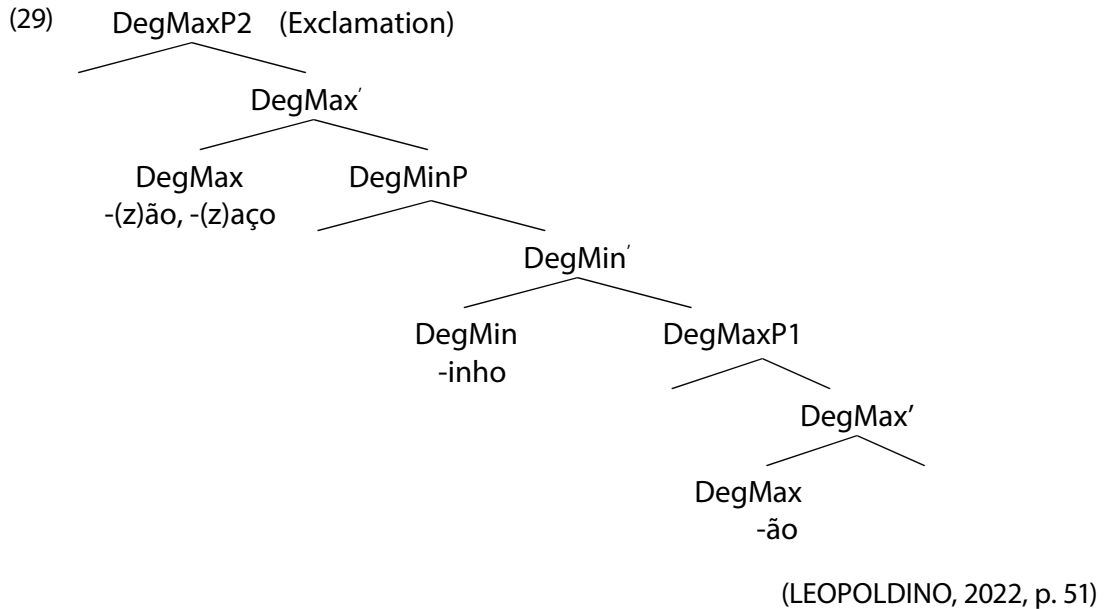 (29) DegMaxP2 (Exclamation)
DegMax′
DegMax DegMinP
-(z)ão, -(z)aço
DegMin′
DegMin DegMaxP1
-inho
DegMax'
DegMax
-ão
(LEOPOLDINO, 2022, p. 51)